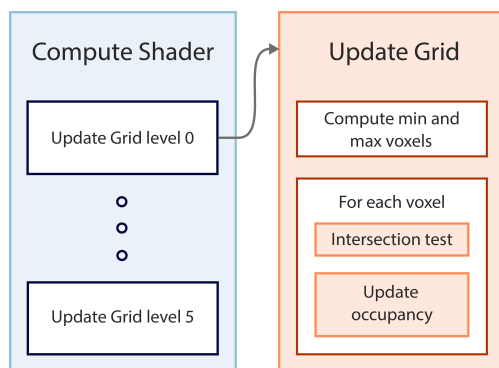 Compute Shader
Update Grid level 0
Update Grid level 5
Update Grid
Compute min and
max voxels
For each voxel
Intersection test
Update
occupancy